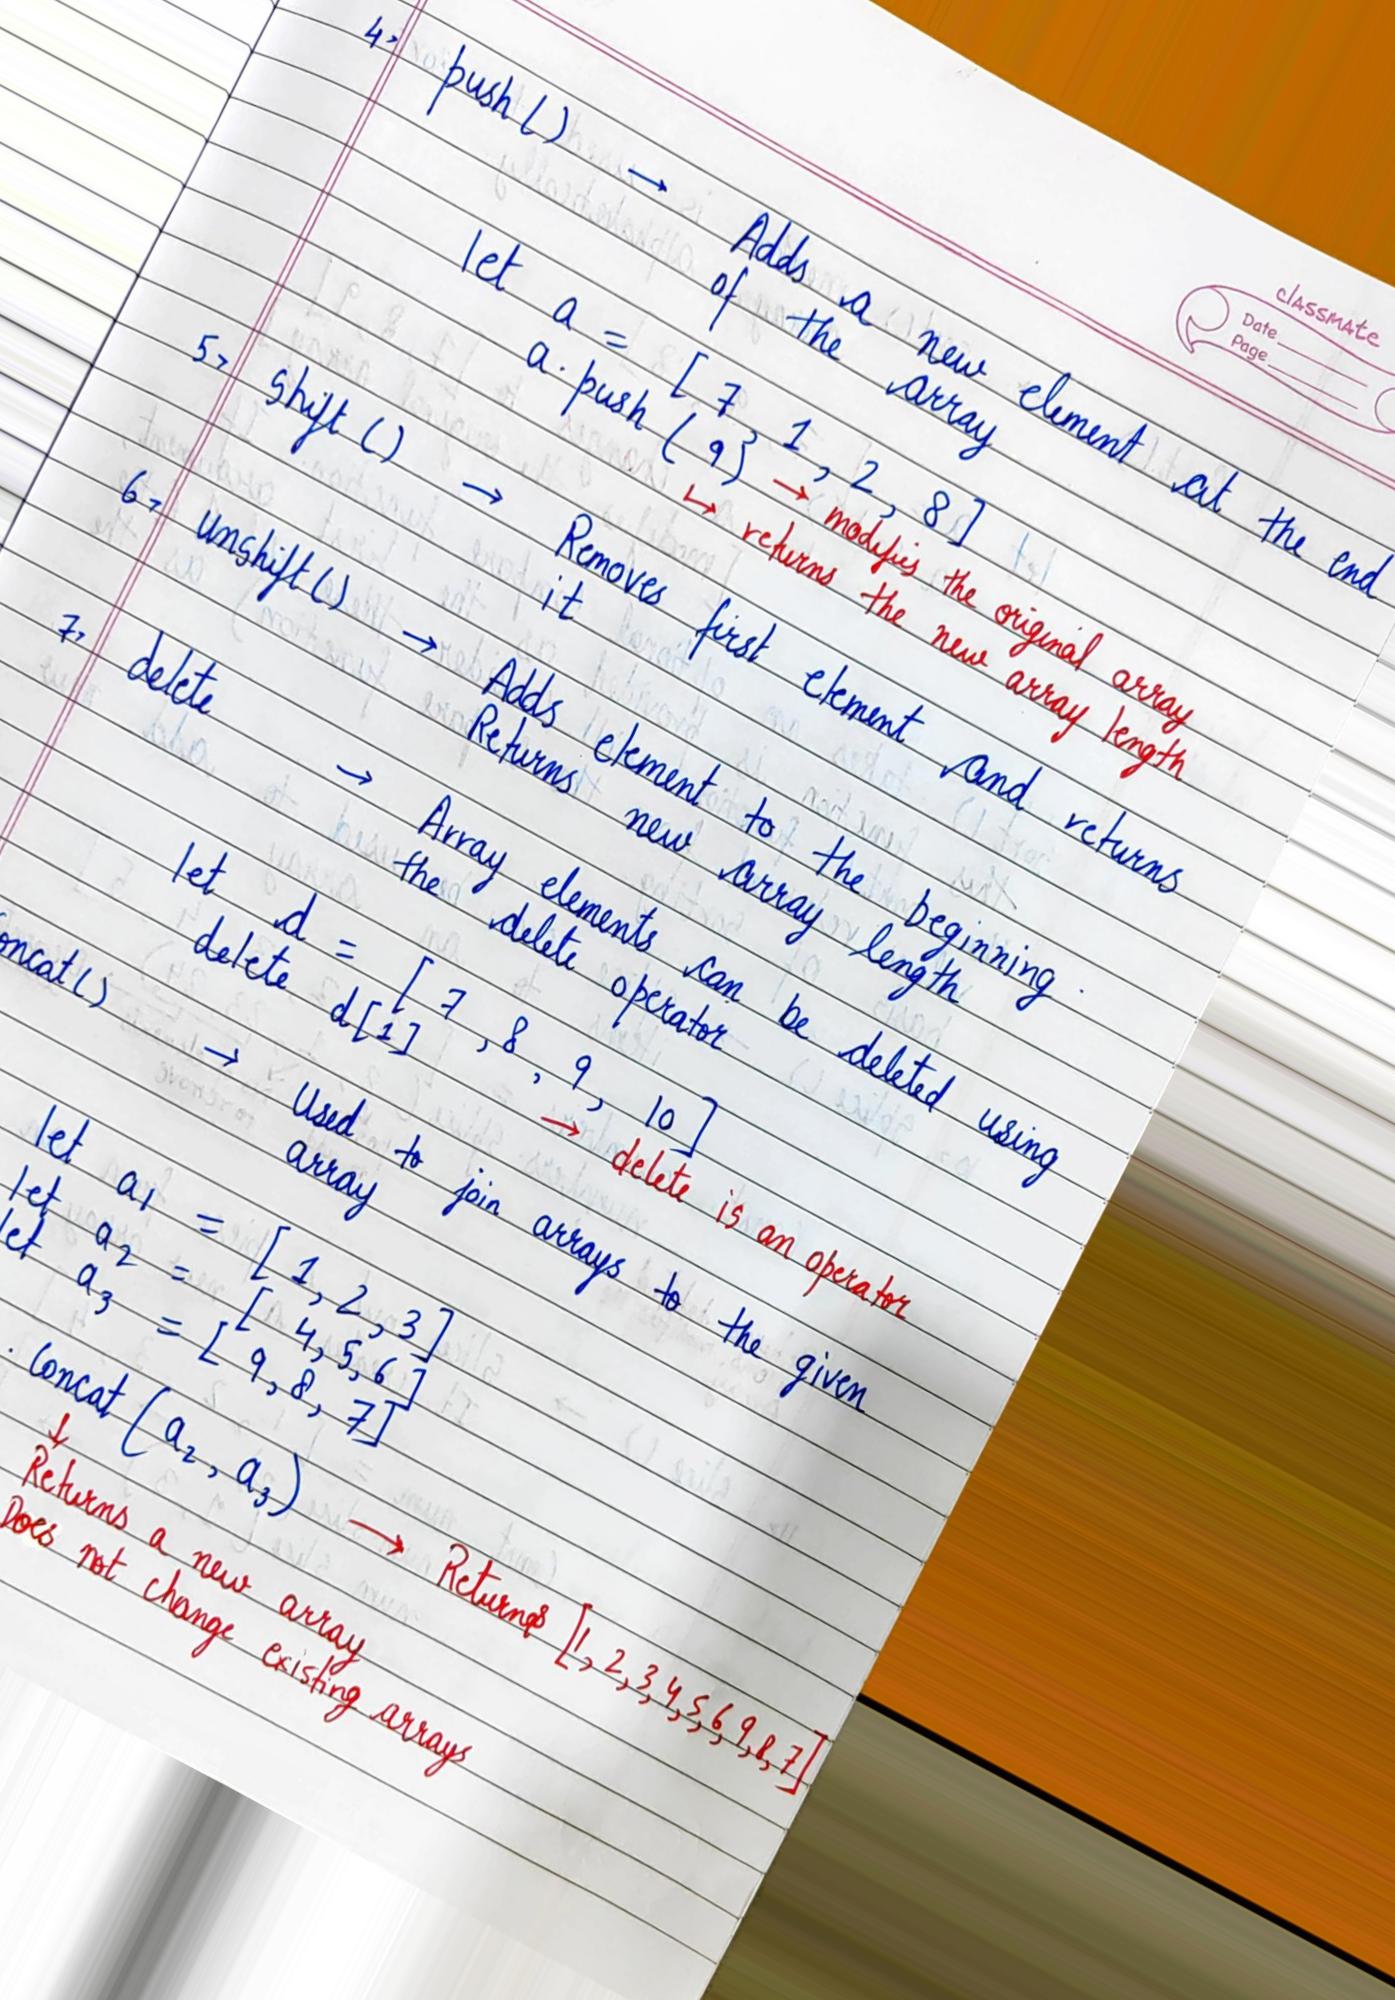 classmate
Date
Page
4> push() → Adds a new element at the end
of the array
let a = [7, 1, 2, 8]
a.push(9) → modifies the original array
↳ returns the new array length
5> shift() → Removes first element and returns
it
6> unshift() → Adds element to the beginning.
Returns new array length
7> delete → Array elements can be deleted using
the delete operator
let d = [7, 8, 9, 10]
delete d[1] → delete is an operator
oncat() → Used to join arrays to the given
array
let a1 = [1, 2, 3]
let a2 = [4, 5, 6]
let a3 = [9, 8, 7]
.concat(a2, a3) → Returns [1, 2, 3, 4, 5, 6, 9, 8, 7]
↓
Returns a new array
Does not change existing arrays